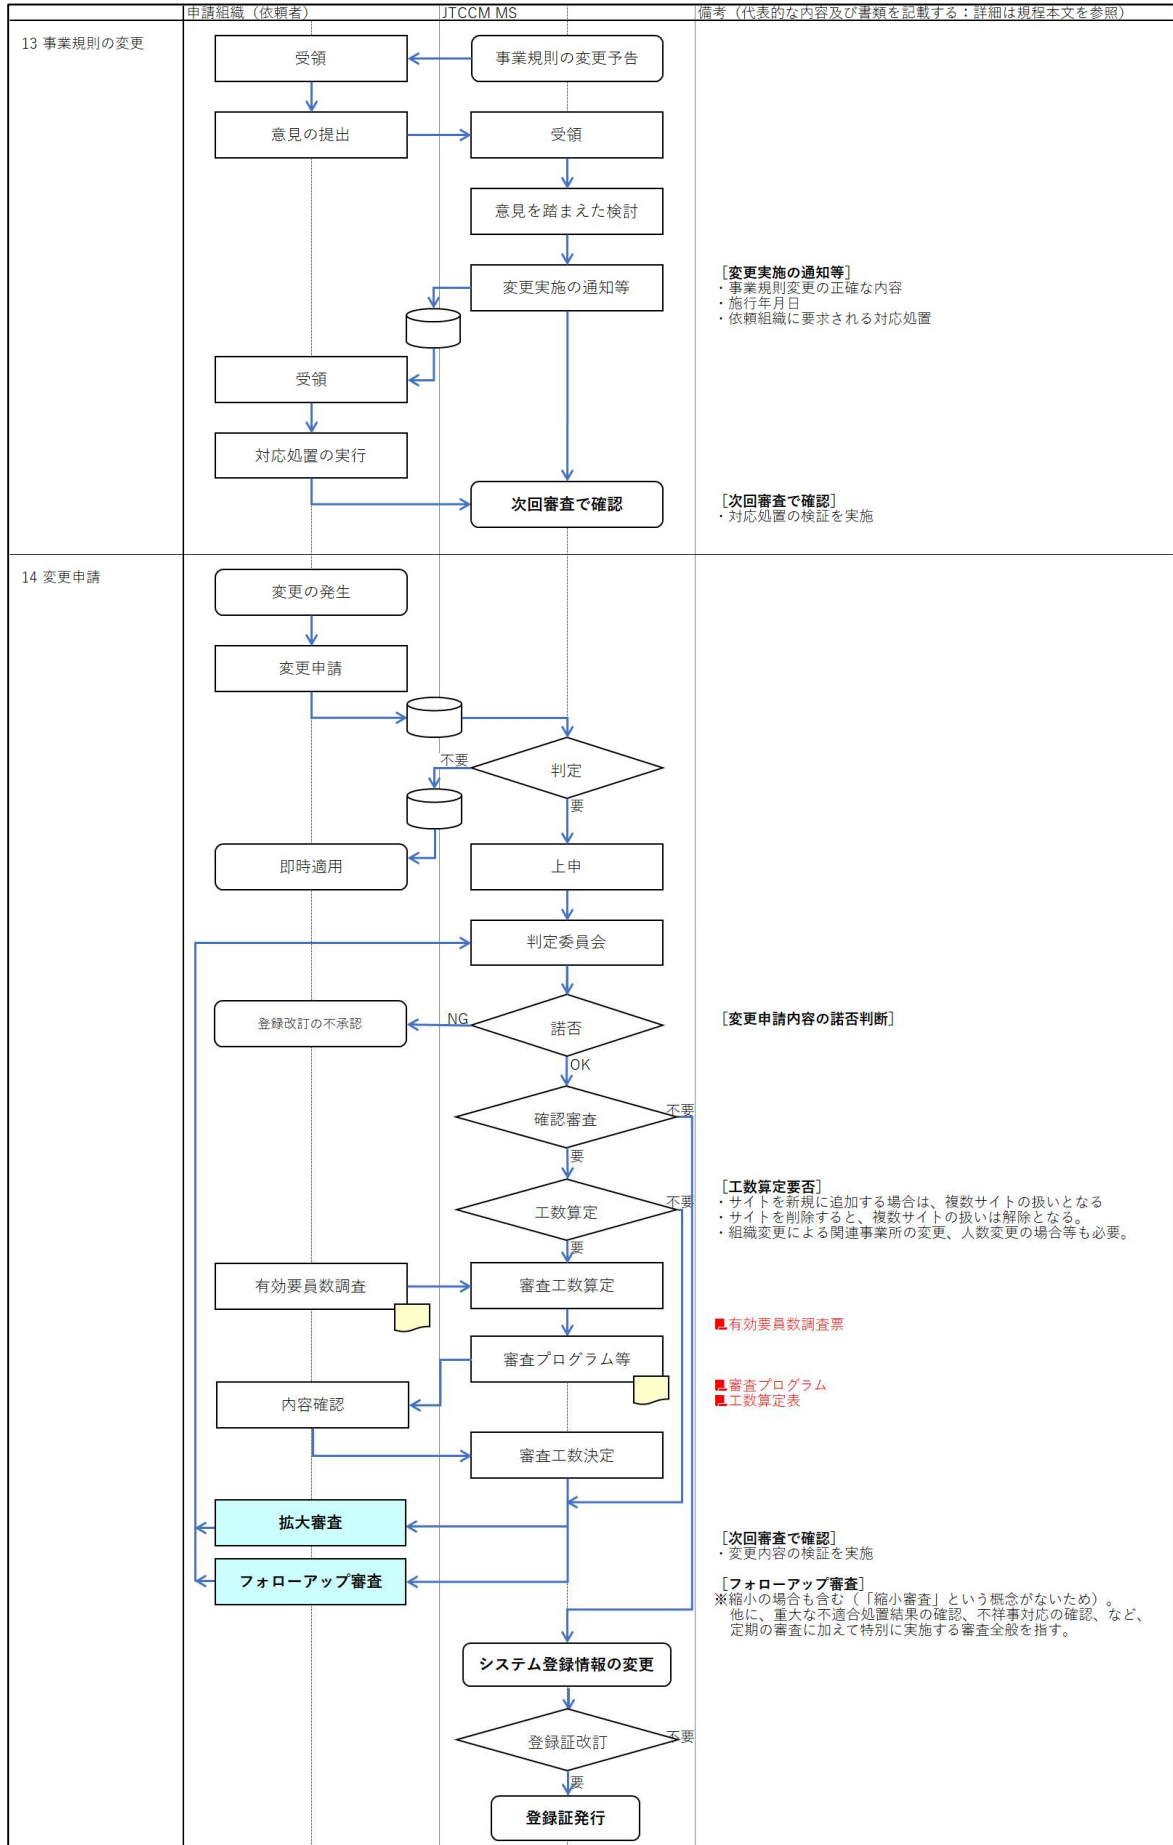 申請組織（依頼者）
JTCCM MS
備考（代表的な内容及び書類を記載する：詳細は規程本文を参照）
13 事業規則の変更
受領
事業規則の変更予告
意見の提出
受領
意見を踏まえた検討
変更実施の通知等
［変更実施の通知等］
・事業規則変更の正確な内容
・施行年月日
・依頼組織に要求される対応処置
受領
対応処置の実行
次回審査で確認
［次回審査で確認］
・対応処置の検証を実施
14 変更申請
変更の発生
変更申請
不要
判定
要
即時適用
上申
判定委員会
登録改訂の不承認
NG
諾否
［変更申請内容の諾否判断］
OK
確認審査
不要
要
工数算定
不要
［工数算定要否］
・サイトを新規に追加する場合は、複数サイトの扱いとなる
・サイトを削除すると、複数サイトの扱いは解除となる。
・組織変更による関連事業所の変更、人数変更の場合等も必要。
要
有効要員数調査
審査工数算定
有効要員数調査票
審査プログラム等
審査プログラム
工数算定表
内容確認
審査工数決定
拡大審査
［次回審査で確認］
・変更内容の検証を実施
フォローアップ審査
［フォローアップ審査］
※縮小の場合も含む（「縮小審査」という概念がないため）。
他に、重大な不適合処置結果の確認、不祥事対応の確認、など、
定期の審査に加えて特別に実施する審査全般を指す。
システム登録情報の変更
登録証改訂
不要
要
登録証発行